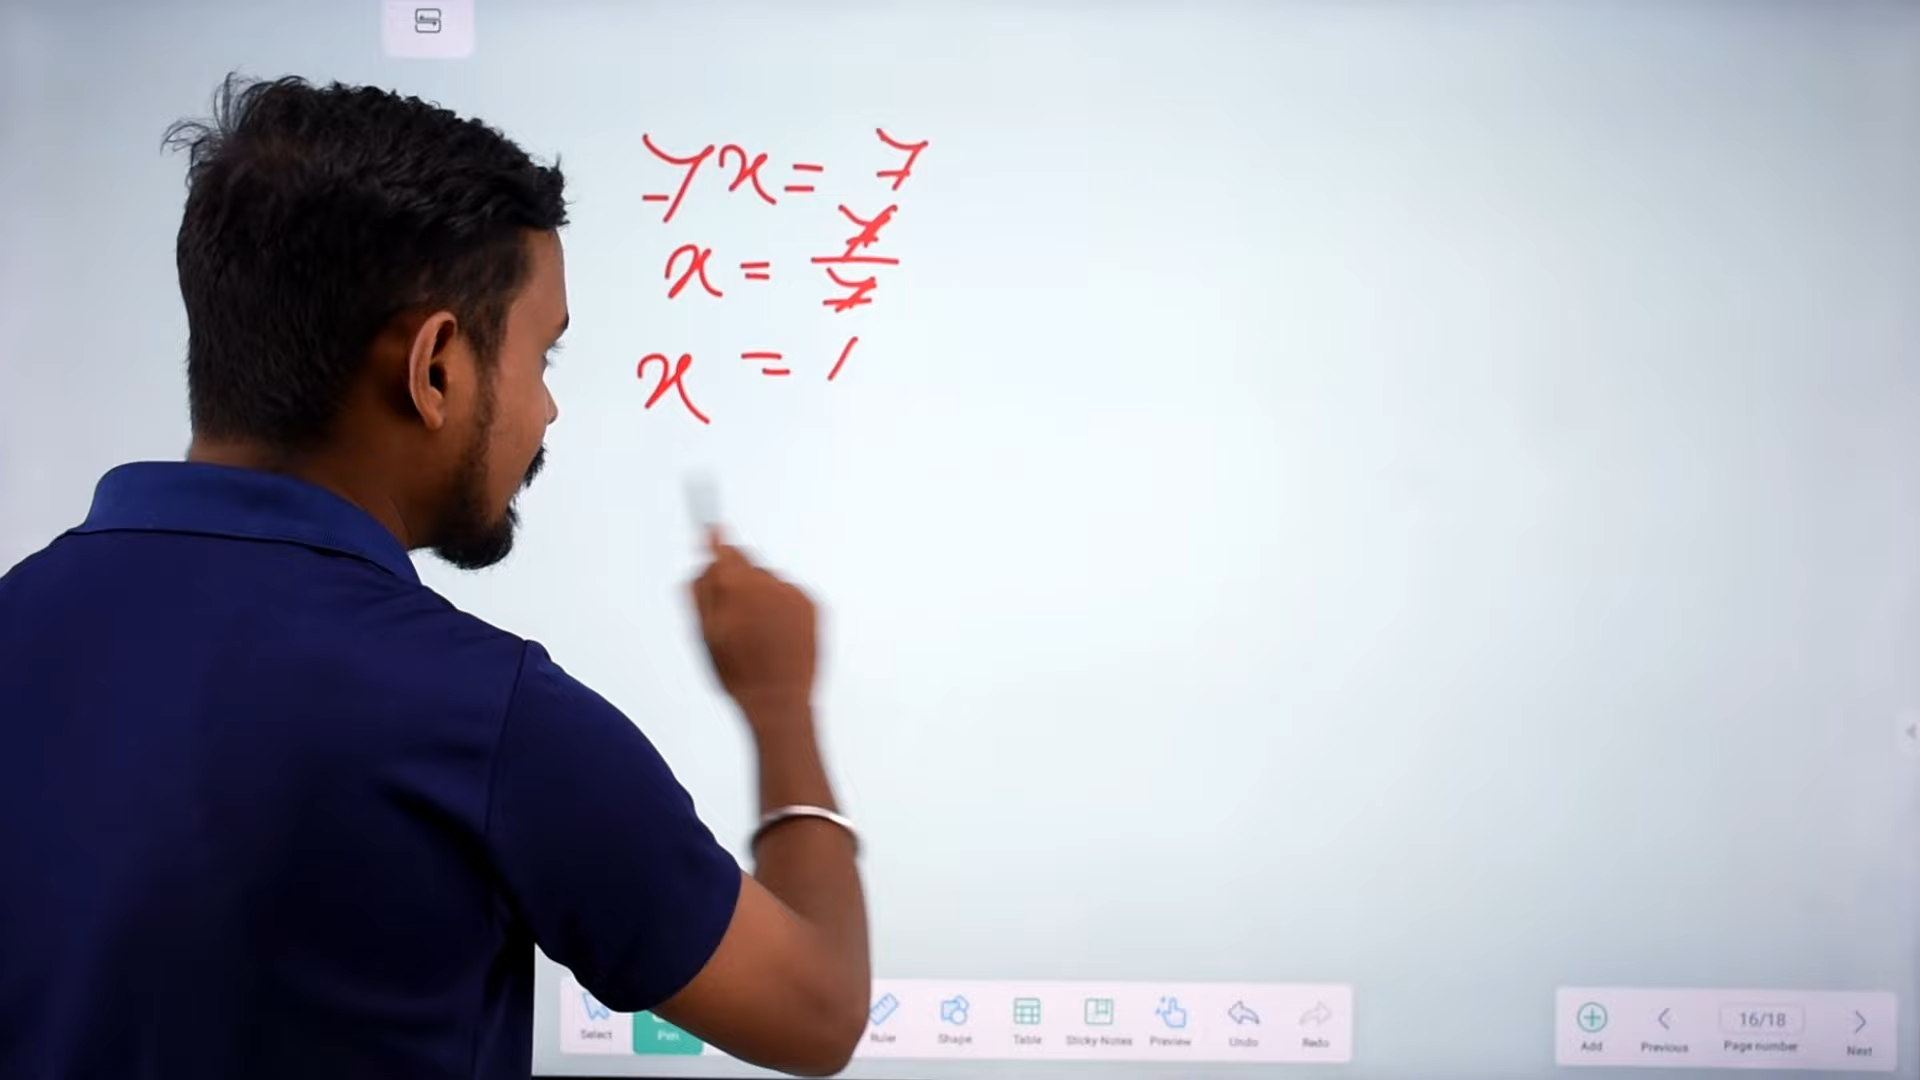 7x = 7
x = 7/7
x = 1
Select
Pen
Ruler
Shape
Table
Sticky Notes
Preview
Undo
Redo
Add
Previous
16/18
Page number
Next